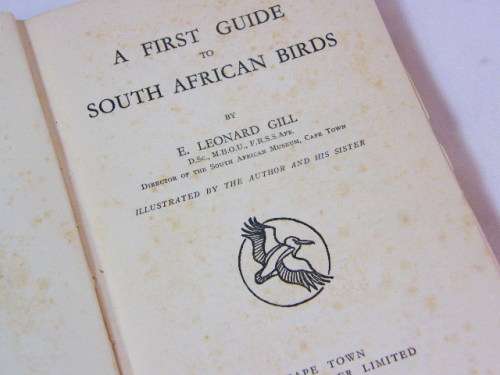 A FIRST GUIDE
TO
SOUTH AFRICAN BIRDS
BY
E. LEONARD GILL
D.Sc., M.B.O.U., F.R.S.S.Afr.
Director of the South African Museum, Cape Town
ILLUSTRATED BY THE AUTHOR AND HIS SISTER
CAPE TOWN
LIMITED